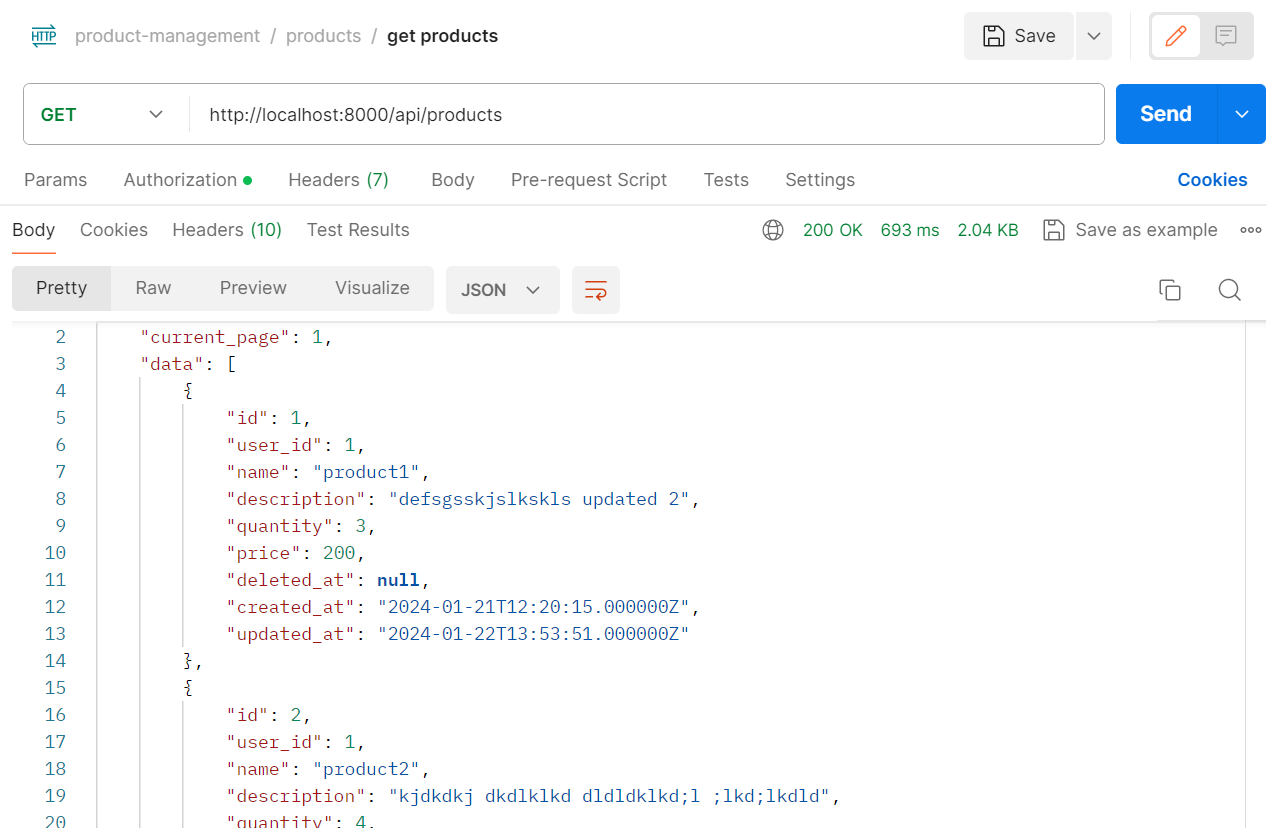 HTTP product-management / products / get products Save
GET http://localhost:8000/api/products Send
Params Authorization Headers (7) Body Pre-request Script Tests Settings Cookies
Body Cookies Headers (10) Test Results 200 OK 693 ms 2.04 KB Save as example
Pretty Raw Preview Visualize JSON
2 "current_page": 1,
3 "data": [
4 {
5 "id": 1,
6 "user_id": 1,
7 "name": "product1",
8 "description": "defsgsskjslkskls updated 2",
9 "quantity": 3,
10 "price": 200,
11 "deleted_at": null,
12 "created_at": "2024-01-21T12:20:15.000000Z",
13 "updated_at": "2024-01-22T13:53:51.000000Z"
14 },
15 {
16 "id": 2,
17 "user_id": 1,
18 "name": "product2",
19 "description": "kjdkdkj dkdlklkd dldldklkd;l ;lkd;lkdld",
20 "quantity": 4,